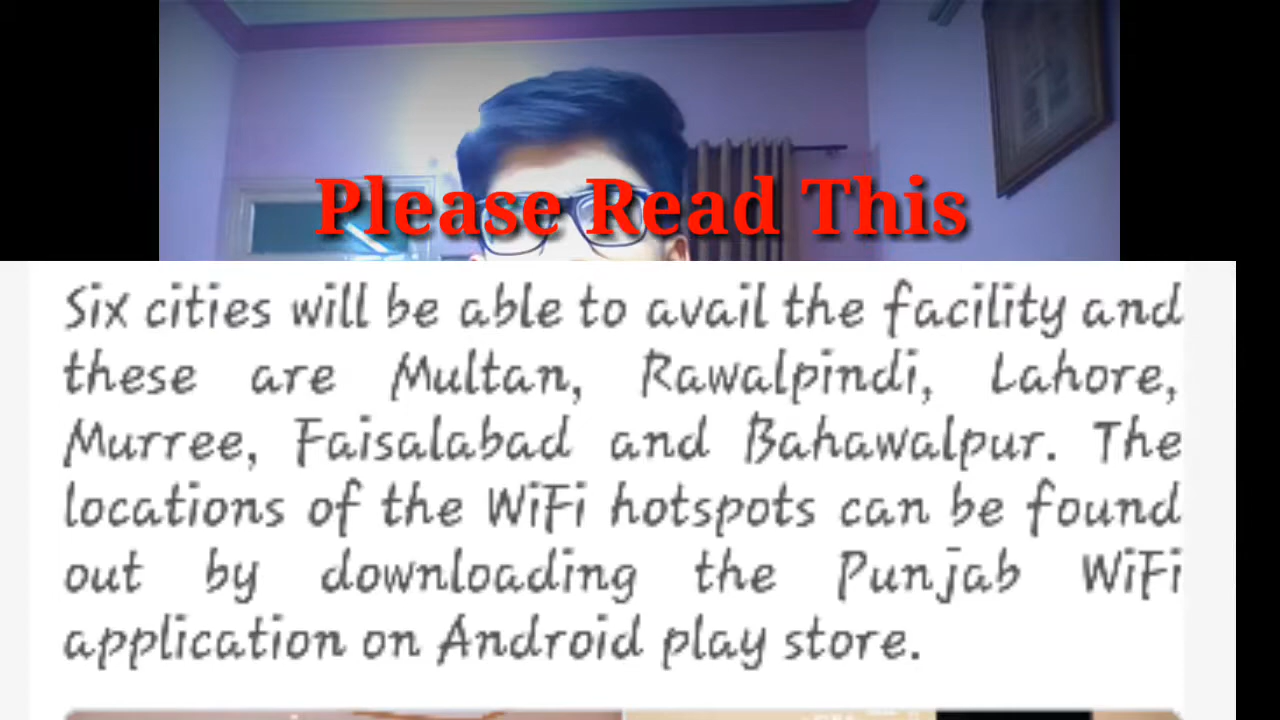 Please Read This
Six cities will be able to avail the facility and
these are Multan, Rawalpindi, Lahore,
Murree, Faisalabad and Bahawalpur. The
locations of the WiFi hotspots can be found
out by downloading the Punjab WiFi
application on Android play store.